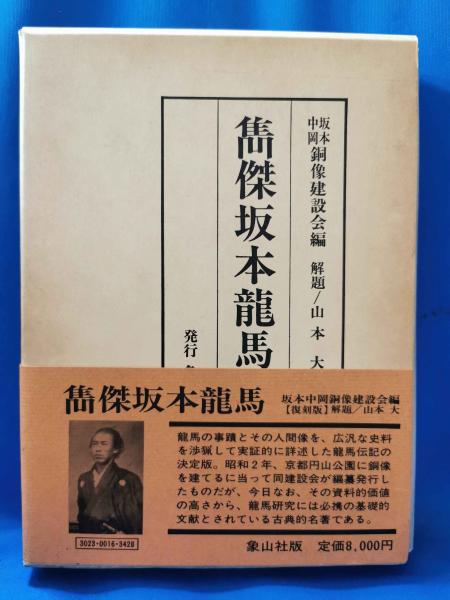 坂本
中岡
銅像建設会編 解題/山本大
雋傑坂本龍馬
発行
雋傑坂本龍馬
坂本中岡銅像建設会編
【復刻版】解題/山本 大
龍馬の事蹟とその人間像を、広汎な史料
を渉猟して実証的に詳述した龍馬伝記の
決定版。昭和2年、京都円山公園に銅像
を建てるに当って同建設会が編纂発行し
たものだが、今日なお、その資料的価値
の高さから、龍馬研究には必携の基礎的
文献とされている古典的名著である。
3023-0016-3428
象山社版 定価8,000円